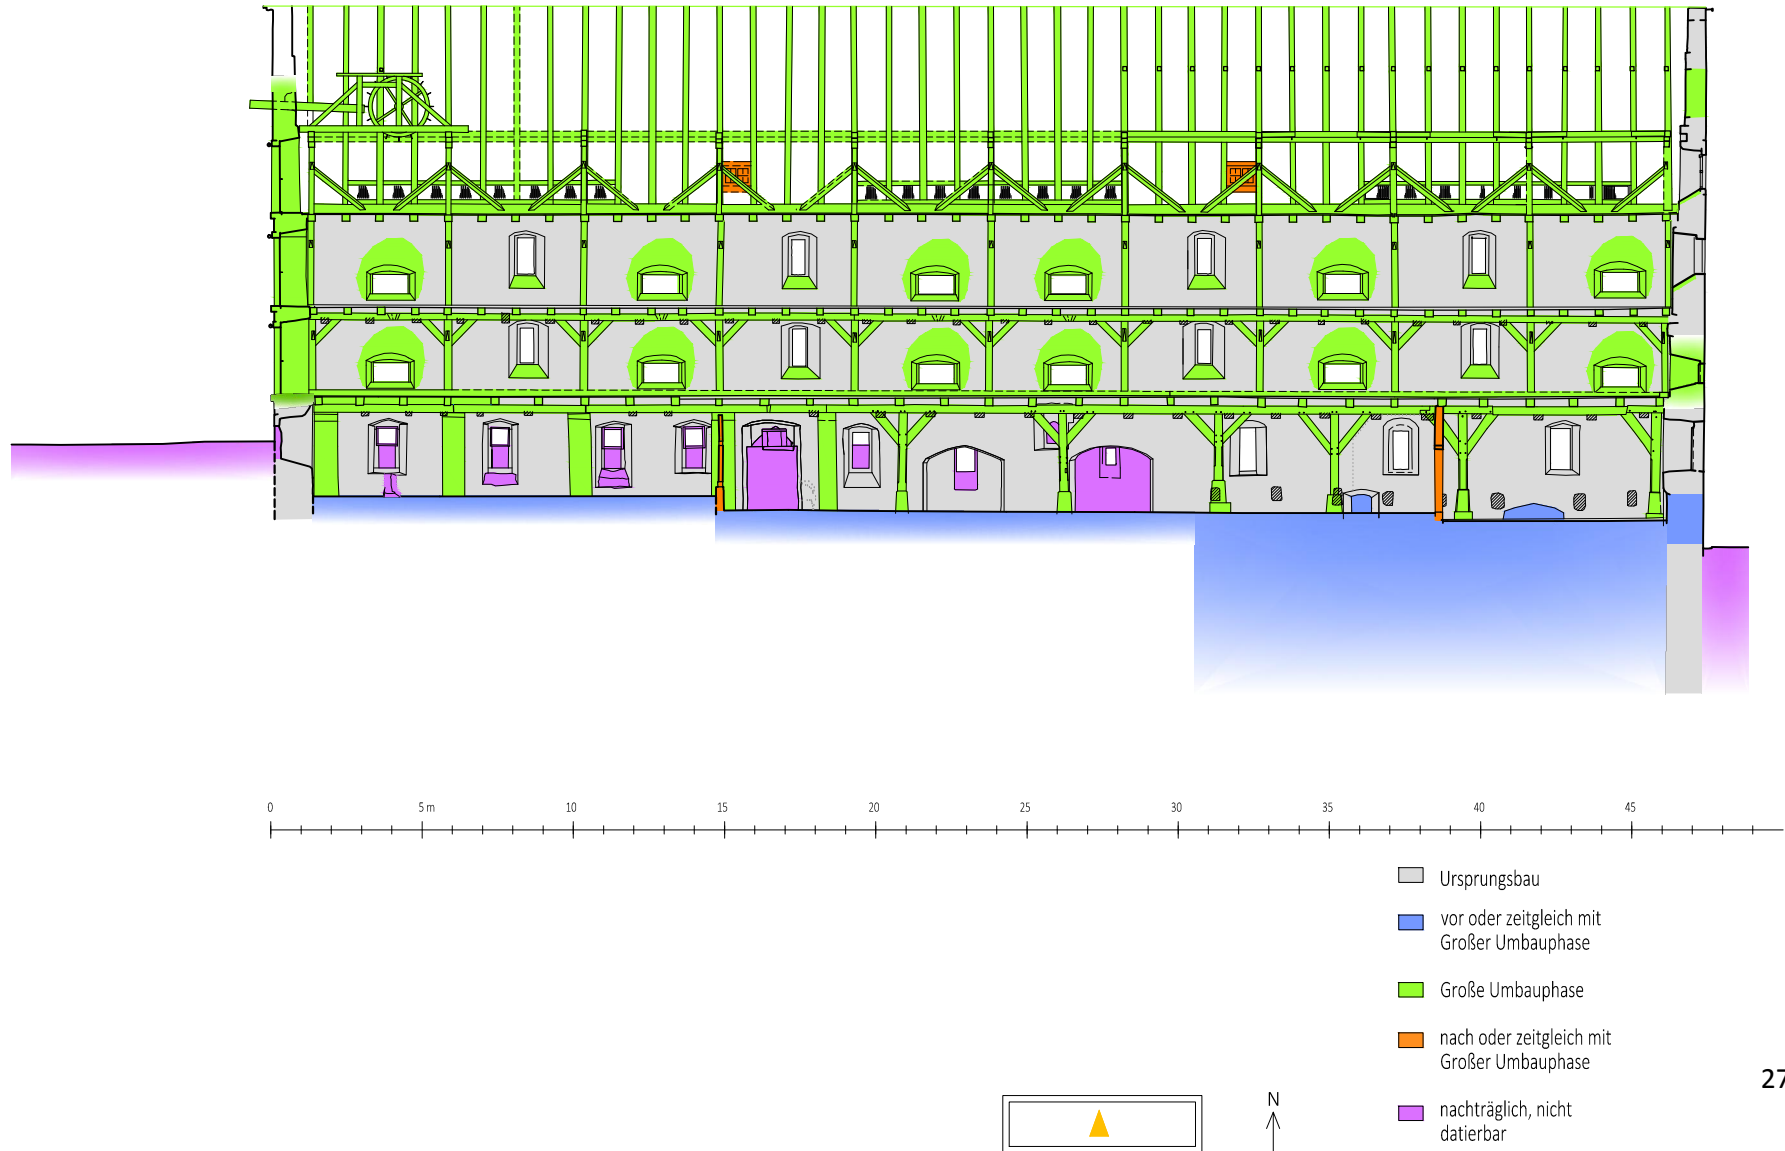 0 5 m 10 15 20 25 30 35 40 45
Ursprungsbau
vor oder zeitgleich mit
Großer Umbauphase
Große Umbauphase
nach oder zeitgleich mit
Großer Umbauphase
27
nachträglich, nicht
datierbar
N